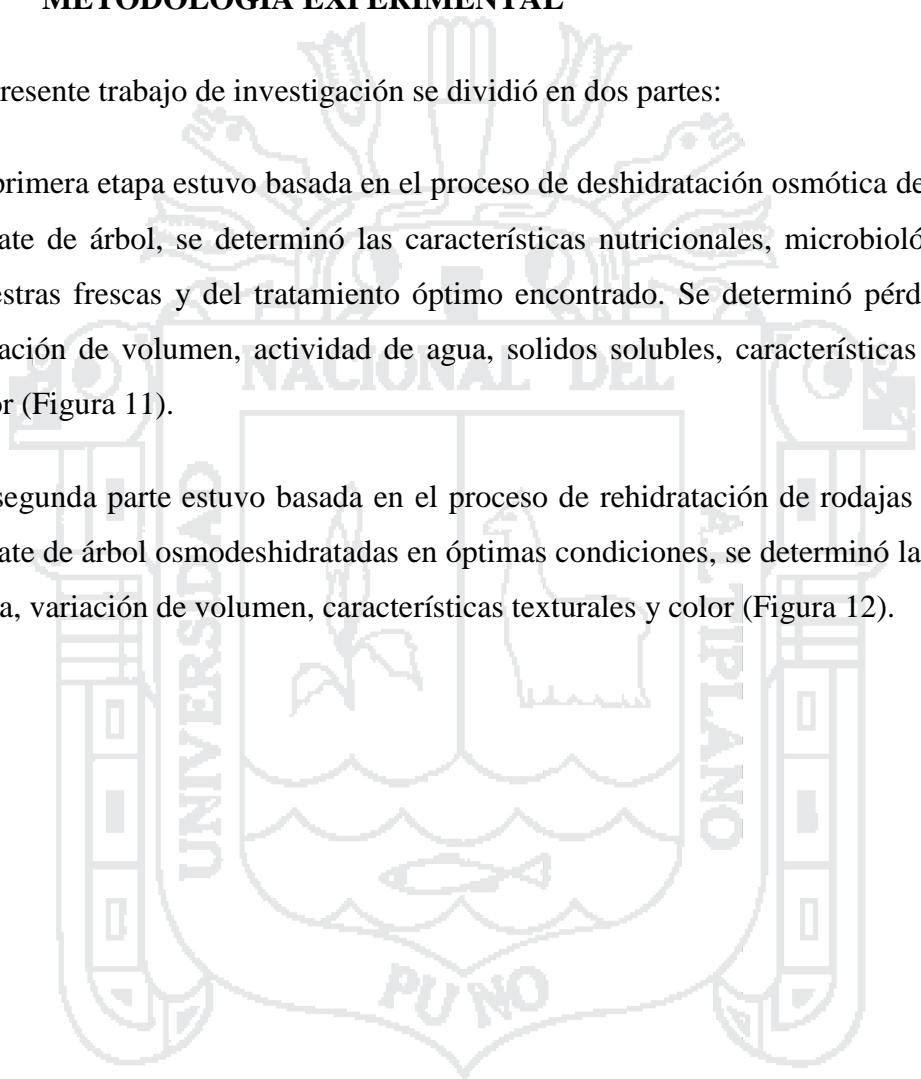 METODOLOGÍA EXPERIMENTAL
resente trabajo de investigación se dividió en dos partes:
primera etapa estuvo basada en el proceso de deshidratación osmótica de
ate de árbol, se determinó las características nutricionales, microbioló
estras frescas y del tratamiento óptimo encontrado. Se determinó pérd
ación de volumen, actividad de agua, solidos solubles, características
or (Figura 11).
segunda parte estuvo basada en el proceso de rehidratación de rodajas
ate de árbol osmodeshidratadas en óptimas condiciones, se determinó la
a, variación de volumen, características texturales y color (Figura 12).
UNIVERSIDAD
NACIONAL DEL
ALTIPLANO
PUNO